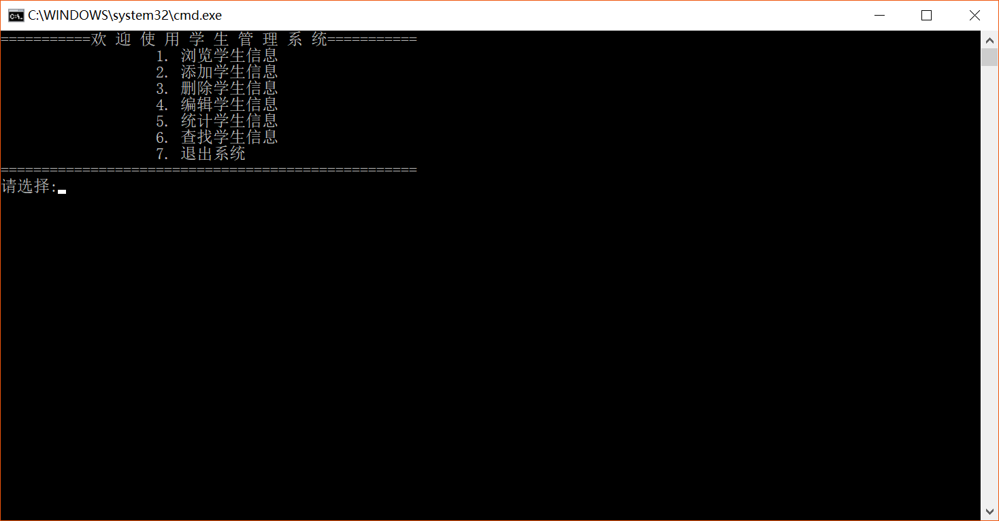 C:\WINDOWS\system32\cmd.exe
===========欢 迎 使 用 学 生 管 理 系 统===========
1. 浏览学生信息
2. 添加学生信息
3. 删除学生信息
4. 编辑学生信息
5. 统计学生信息
6. 查找学生信息
7. 退出系统
===================================================
请选择: